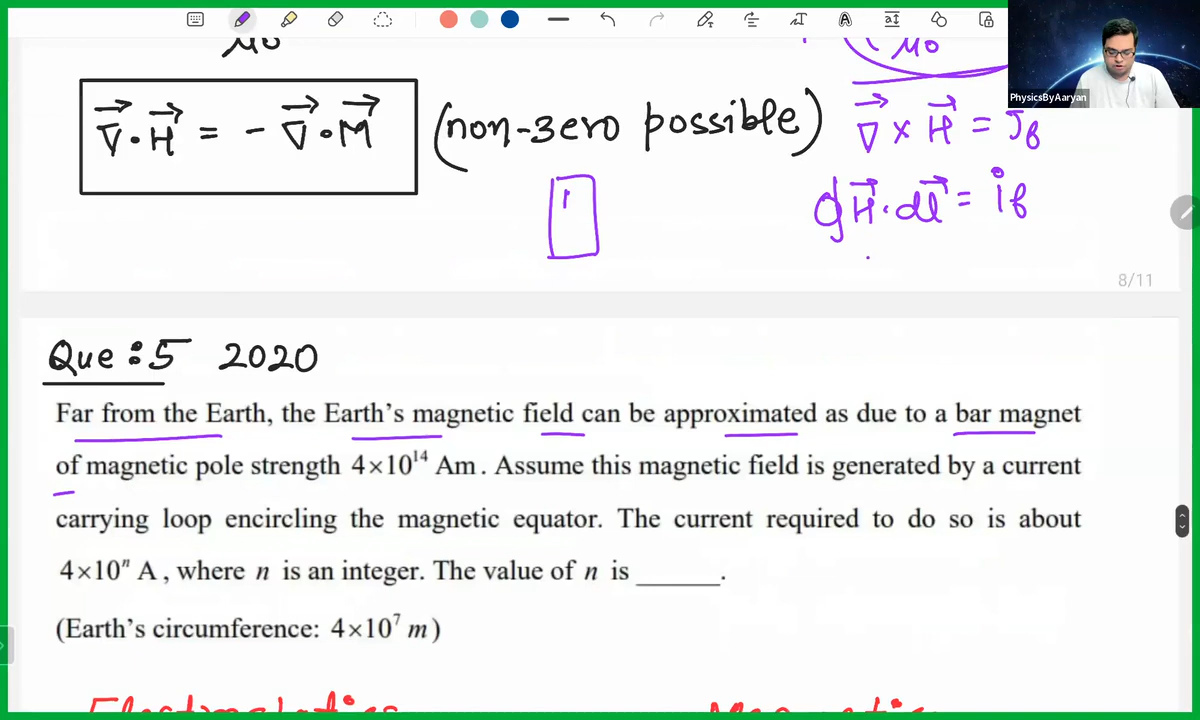 μ0
μ0
PhysicsByAaryan
∇⃗·H⃗ = - ∇⃗·M⃗ (non-zero possible) ∇⃗ × H⃗ = Jf
∮H⃗·dl⃗ = if
8/11
Que : 5 2020
Far from the Earth, the Earth's magnetic field can be approximated as due to a bar magnet
of magnetic pole strength 4×10¹⁴ Am. Assume this magnetic field is generated by a current
carrying loop encircling the magnetic equator. The current required to do so is about
4×10ⁿ A, where n is an integer. The value of n is ______.
(Earth's circumference: 4×10⁷ m)